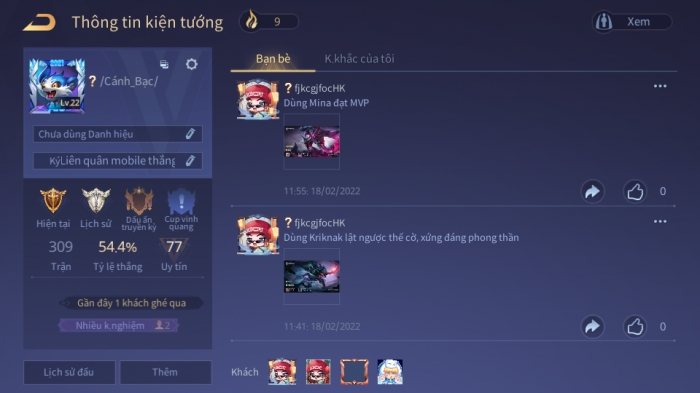 Thông tin kiện tướng
9
Xem
2021
Lv 22
? /Cánh_Bạc/
Chưa dùng Danh hiệu
KýLiên quân mobile thắng
Hiện tại
Lịch sử
Dấu ấn truyền kỳ
Cup vinh quang
309
54.4%
77
Trận
Tỷ lệ thắng
Uy tín
Gần đây 1 khách ghé qua
Nhiều k.nghiệm 2
Lịch sử đấu
Thêm
Bạn bè
K.khắc của tôi
? fjkcgjfocHK
Dùng Mina đạt MVP
11:55: 18/02/2022
0
? fjkcgjfocHK
Dùng Kriknak lật ngược thế cờ, xứng đáng phong thần
11:41: 18/02/2022
0
Khách